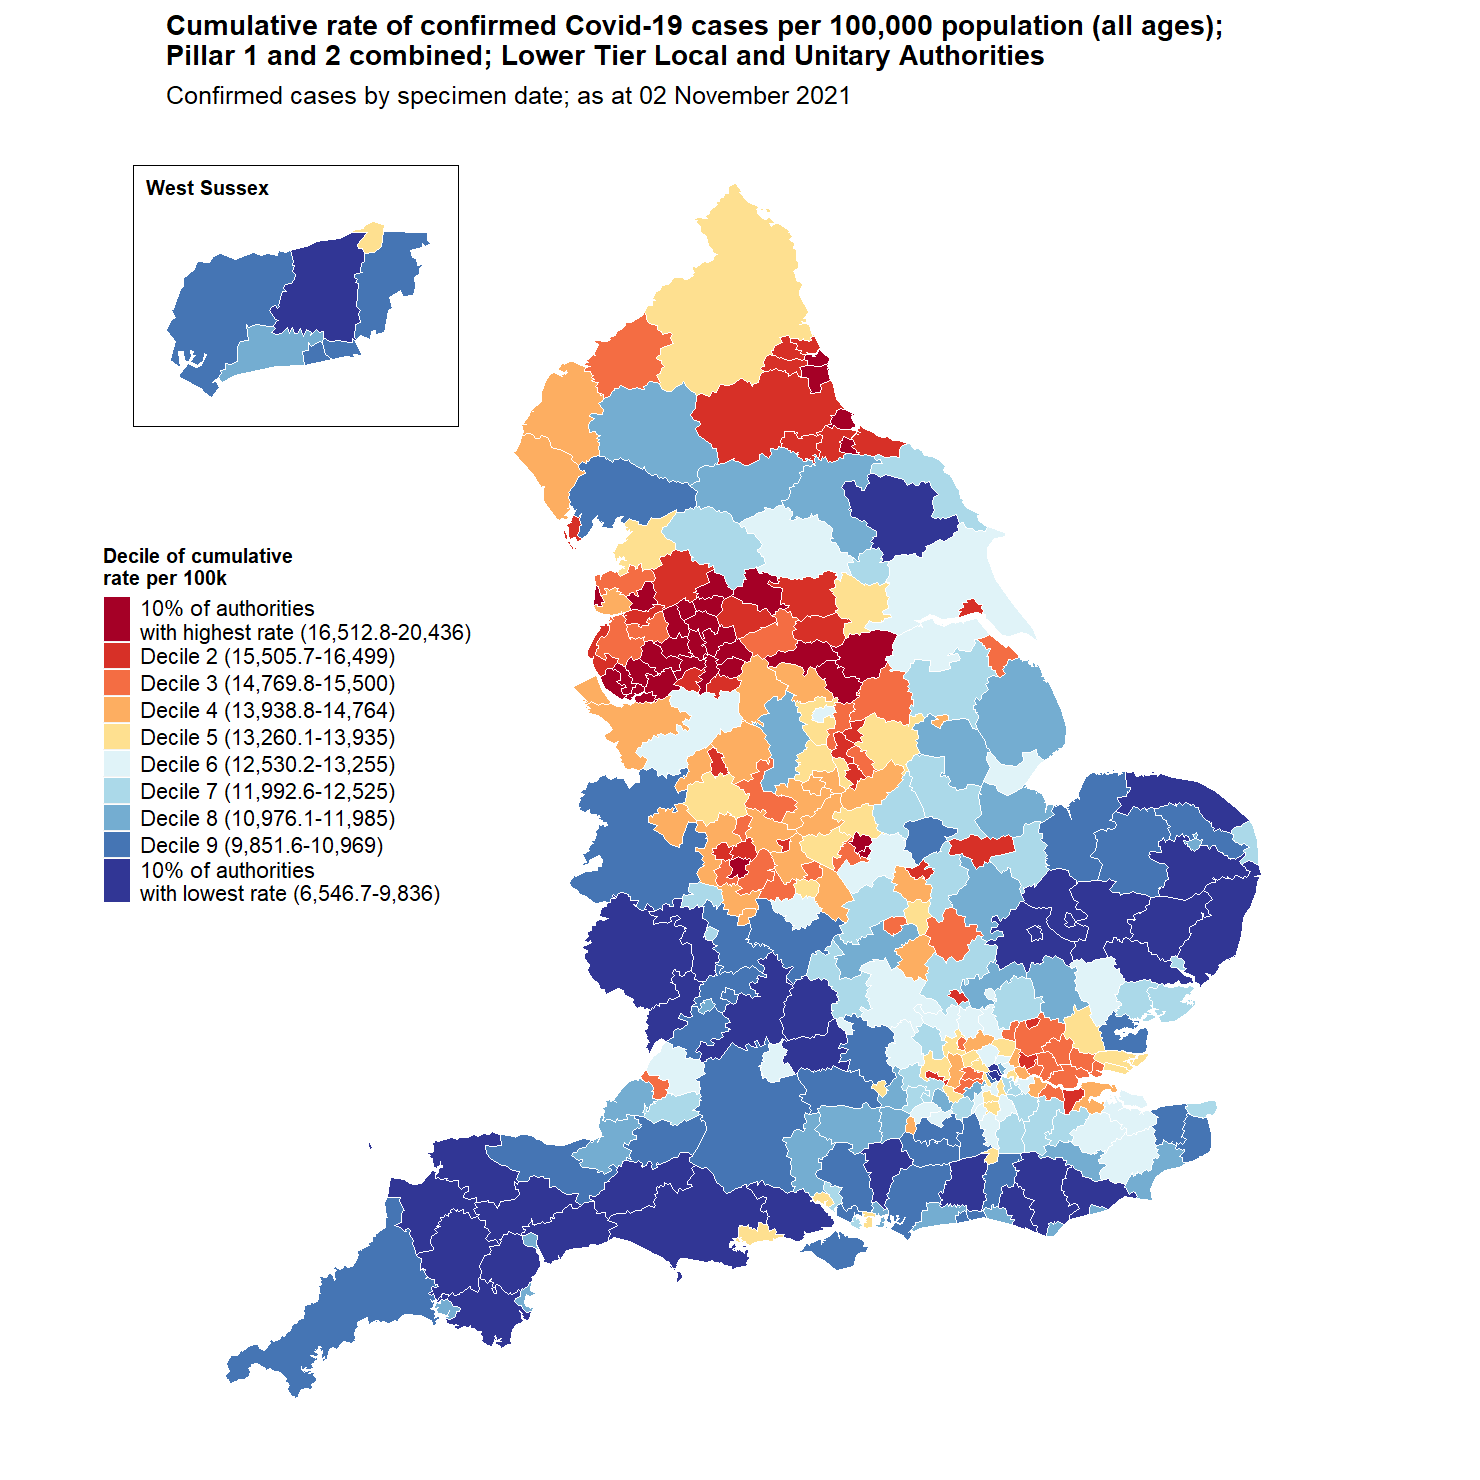 Cumulative rate of confirmed Covid-19 cases per 100,000 population (all ages);
Pillar 1 and 2 combined; Lower Tier Local and Unitary Authorities
Confirmed cases by specimen date; as at 02 November 2021
West Sussex
Decile of cumulative
rate per 100k
10% of authorities
with highest rate (16,512.8-20,436)
Decile 2 (15,505.7-16,499)
Decile 3 (14,769.8-15,500)
Decile 4 (13,938.8-14,764)
Decile 5 (13,260.1-13,935)
Decile 6 (12,530.2-13,255)
Decile 7 (11,992.6-12,525)
Decile 8 (10,976.1-11,985)
Decile 9 (9,851.6-10,969)
10% of authorities
with lowest rate (6,546.7-9,836)